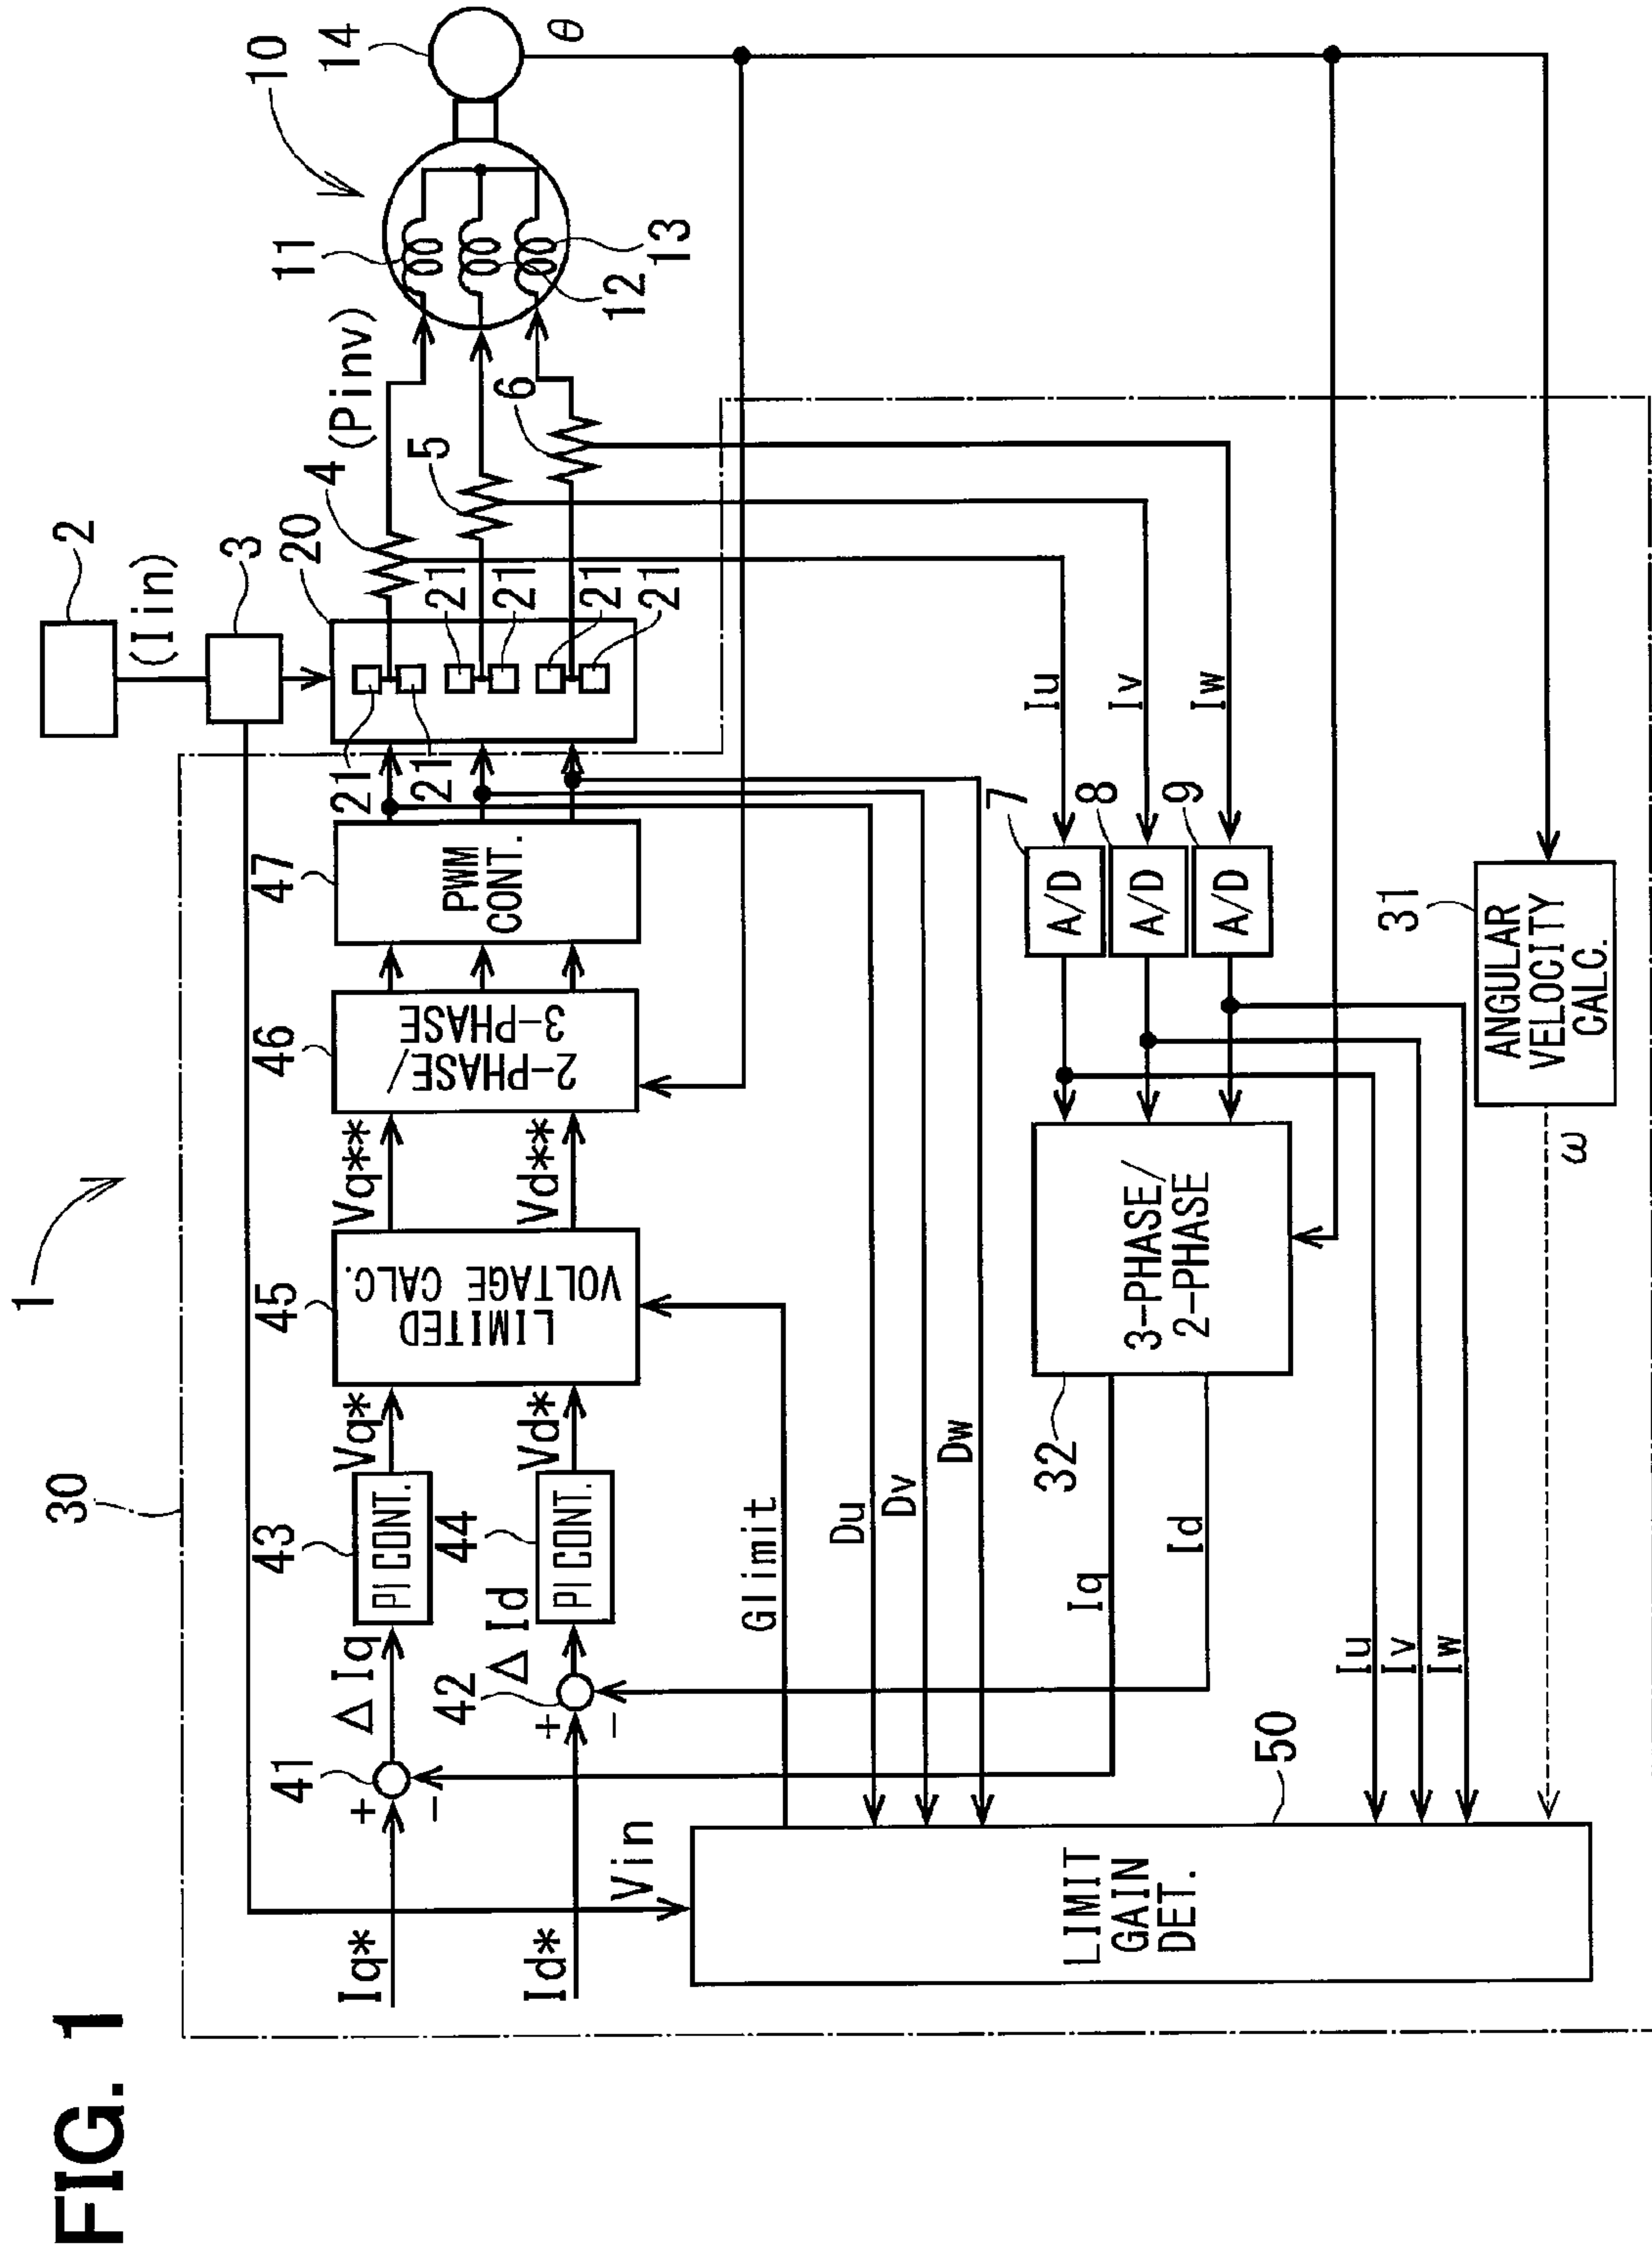 FIG. 1
1
30
2
(Iin)
3
20
4
(Pinv)
5
6
10
11
12
13
14
θ
21
21
21
21
21
21
Iq*
+
-
41
ΔIq
43
PI CONT.
Vq*
Id*
+
-
42
ΔId
44
PI CONT.
Vd*
45
LIMITED
VOLTAGE CALC.
Vq**
Vd**
46
2-PHASE/
3-PHASE
47
PWM
CONT.
Vin
Glimit
Du
Dv
Dw
Iq
Id
32
3-PHASE/
2-PHASE
7
A/D
8
A/D
9
A/D
Iu
Iv
Iw
50
LIMIT
GAIN
DET.
Iu
Iv
Iw
ω
31
ANGULAR
VELOCITY
CALC.